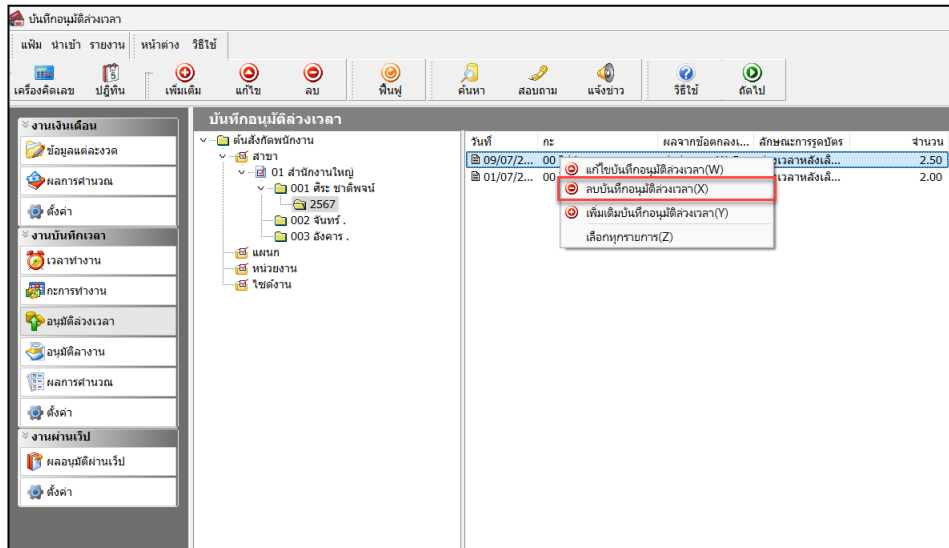 บันทึกอนุมัติล่วงเวลา
แฟ้ม นำเข้า รายงาน หน้าต่าง วิธีใช้
เครื่องคิดเลข ปฏิทิน เพิ่มเติม แก้ไข ลบ ฟื้นฟู ค้นหา สอบถาม แจ้งข่าว วิธีใช้ ถัดไป
งานเงินเดือน
ข้อมูลแต่ละงวด
ผลการคำนวณ
ตั้งค่า
งานบันทึกเวลา
เวลาทำงาน
กะการทำงาน
อนุมัติล่วงเวลา
อนุมัติลางาน
ผลการคำนวณ
ตั้งค่า
งานผ่านเว็ป
ผลอนุมัติผ่านเว็ป
ตั้งค่า
บันทึกอนุมัติล่วงเวลา
ต้นสังกัดพนักงาน
สาขา
01 สำนักงานใหญ่
001 ศิระ ชาติพจน์
2567
002 จันทร์ .
003 อังคาร .
แผนก
หน่วยงาน
ไซต์งาน
วันที่ กะ ผลจากข้อตกลง... ลักษณะการรูดบัตร จำนวน
09/07/2... 00 2.50
01/07/2... 00 เวลาหลังเลิ... 2.00
แก้ไขบันทึกอนุมัติล่วงเวลา(W)
ลบบันทึกอนุมัติล่วงเวลา(X)
เพิ่มเติมบันทึกอนุมัติล่วงเวลา(Y)
เลือกทุกรายการ(Z)